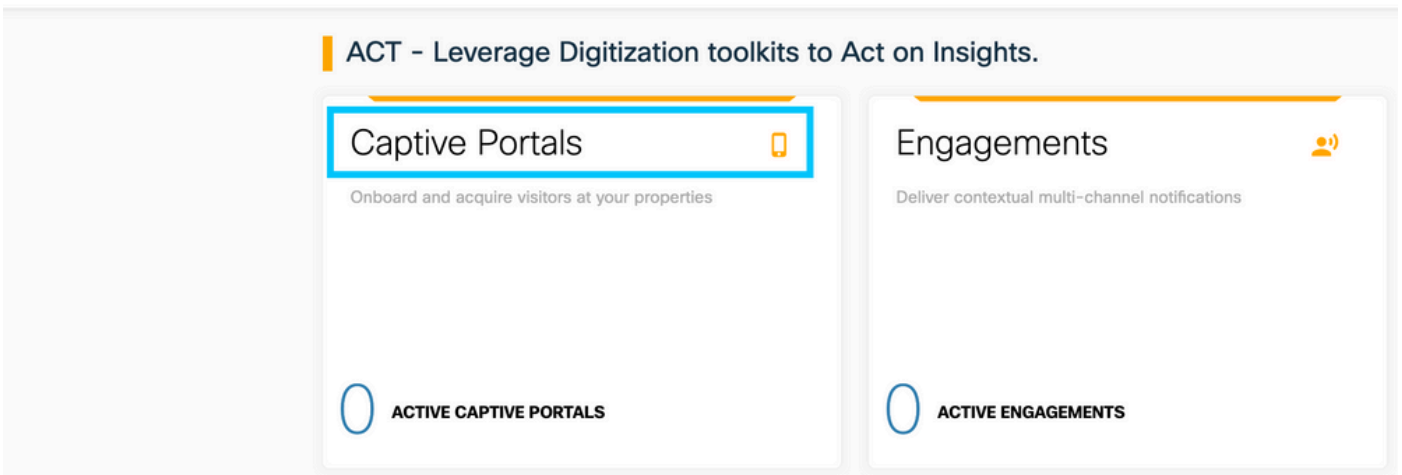 ACT - Leverage Digitization toolkits to Act on Insights.
Captive Portals
Onboard and acquire visitors at your properties
0 ACTIVE CAPTIVE PORTALS
Engagements
Deliver contextual multi-channel notifications
0 ACTIVE ENGAGEMENTS